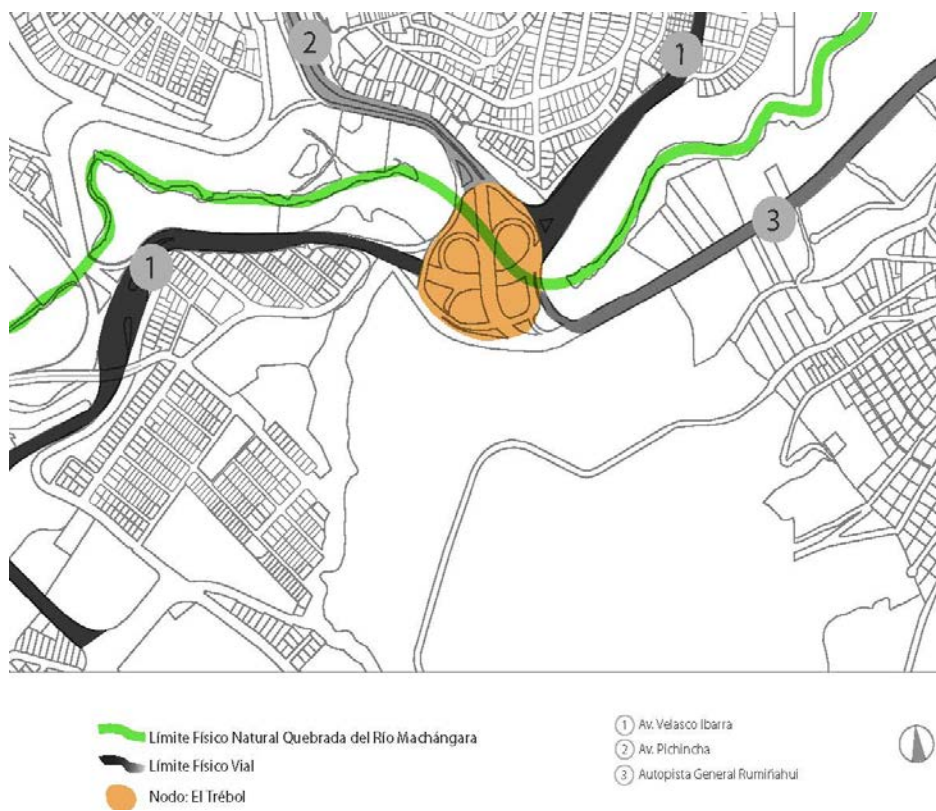 2
1
3
1
Límite Físico Natural Quebrada del Río Machángara
Límite Físico Vial
Nodo: El Trébol
1 Av. Velasco Ibarra
2 Av. Pichincha
3 Autopista General Rumiñahui